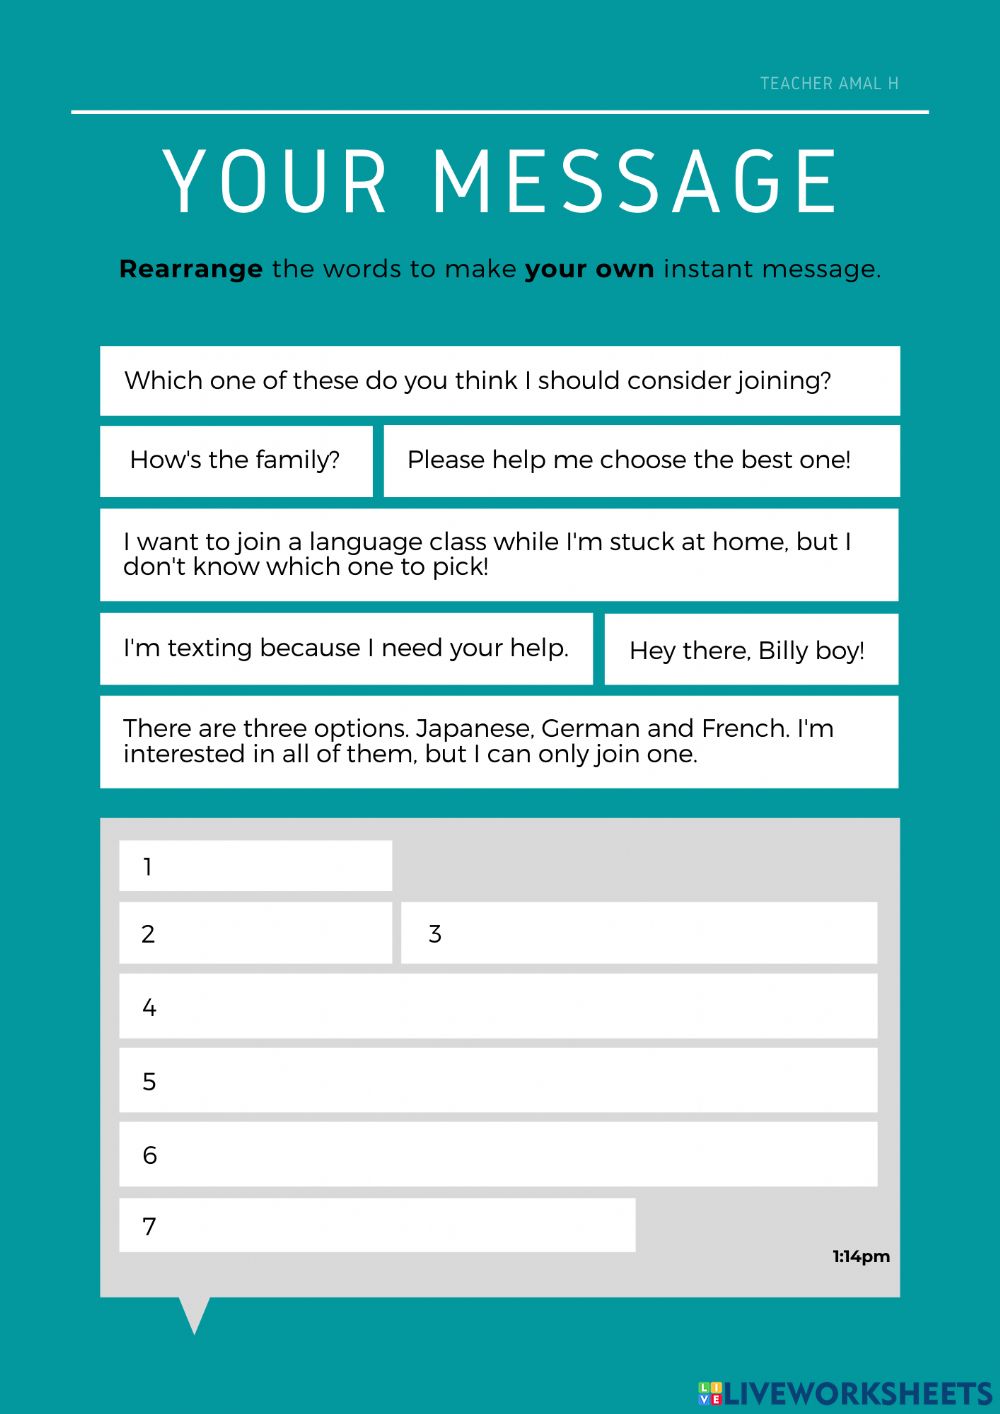 TEACHER AMAL H
YOUR MESSAGE
Rearrange the words to make your own instant message.
Which one of these do you think I should consider joining?
How's the family?
Please help me choose the best one!
I want to join a language class while I'm stuck at home, but I
don't know which one to pick!
I'm texting because I need your help.
Hey there, Billy boy!
There are three options. Japanese, German and French. I'm
interested in all of them, but I can only join one.
1
2
3
4
5
6
7
1:14pm
LIVE LIVEWORKSHEETS